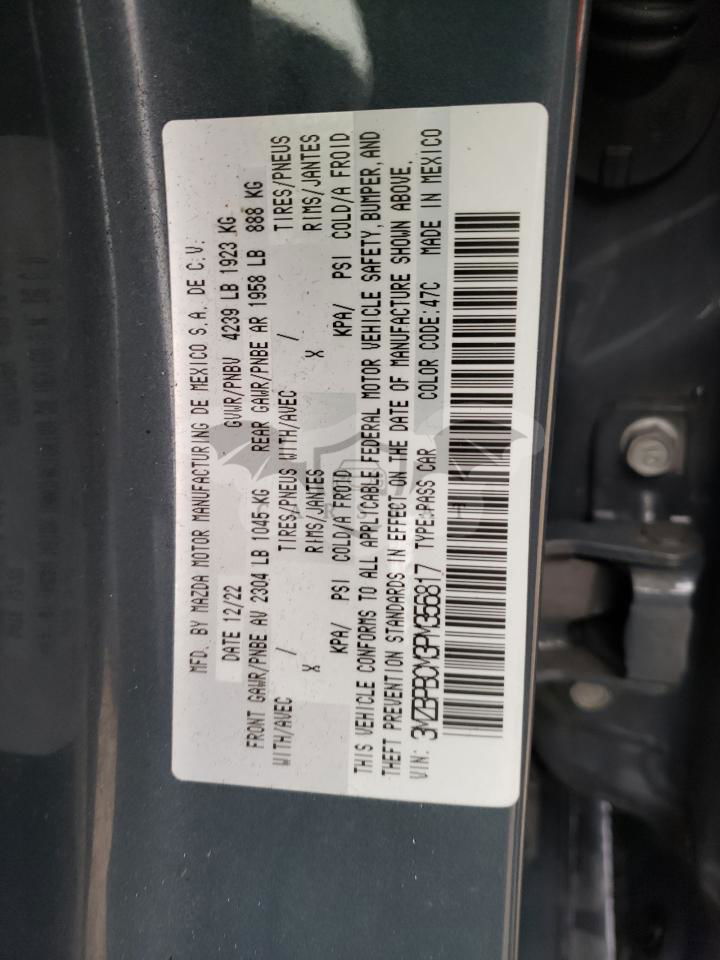 MFD. BY MAZDA MOTOR MANUFACTURING DE MEXICO S.A. DE C.V.
DATE 12/22 GVWR/PNBV 4239 LB 1923 KG
FRONT GAWR/PNBE AV 2304 LB 1045 KG REAR GAWR/PNBE AR 1958 LB 888 KG
WITH/AVEC / TIRES/PNEUS WITH/AVEC / TIRES/PNEUS
X RIMS/JANTES X RIMS/JANTES
KPA/ PSI COLD/A FROID KPA/ PSI COLD/A FROID
THIS VEHICLE CONFORMS TO ALL APPLICABLE FEDERAL MOTOR VEHICLE SAFETY, BUMPER, AND
THEFT PREVENTION STANDARDS IN EFFECT ON THE DATE OF MANUFACTURE SHOWN ABOVE.
VIN: 3MZBPBCM3PM356817 TYPE:PASS CAR COLOR CODE:47C MADE IN MEXICO